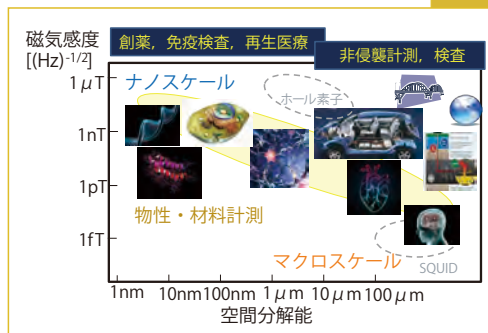 磁気感度
[(Hz)-1/2]
創薬，免疫検査，再生医療
非侵襲計測，検査
1μT
ナノスケール
ホール素子
1nT
1pT
物性・材料計測
1fT
マクロスケール
SQUID
1nm 10nm 100nm 1μm 10μm 100μm
空間分解能